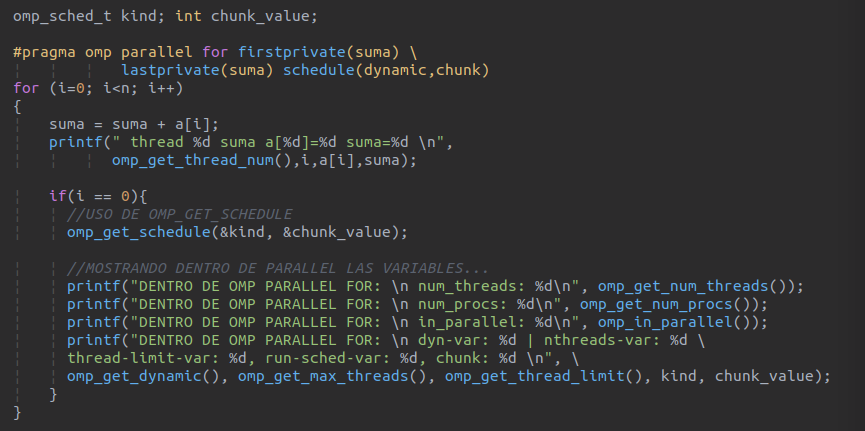 omp_sched_t kind; int chunk_value;
#pragma omp parallel for firstprivate(suma) \
lastprivate(suma) schedule(dynamic,chunk)
for (i=0; i<n; i++)
{
suma = suma + a[i];
printf(" thread %d suma a[%d]=%d suma=%d \n",
omp_get_thread_num(),i,a[i],suma);
if(i == 0){
//USO DE OMP_GET_SCHEDULE
omp_get_schedule(&kind, &chunk_value);
//MOSTRANDO DENTRO DE PARALLEL LAS VARIABLES...
printf("DENTRO DE OMP PARALLEL FOR: \n num_threads: %d\n", omp_get_num_threads());
printf("DENTRO DE OMP PARALLEL FOR: \n num_procs: %d\n", omp_get_num_procs());
printf("DENTRO DE OMP PARALLEL FOR: \n in_parallel: %d\n", omp_in_parallel());
printf("DENTRO DE OMP PARALLEL FOR: \n dyn-var: %d | nthreads-var: %d \
thread-limit-var: %d, run-sched-var: %d, chunk: %d \n", \
omp_get_dynamic(), omp_get_max_threads(), omp_get_thread_limit(), kind, chunk_value);
}
}